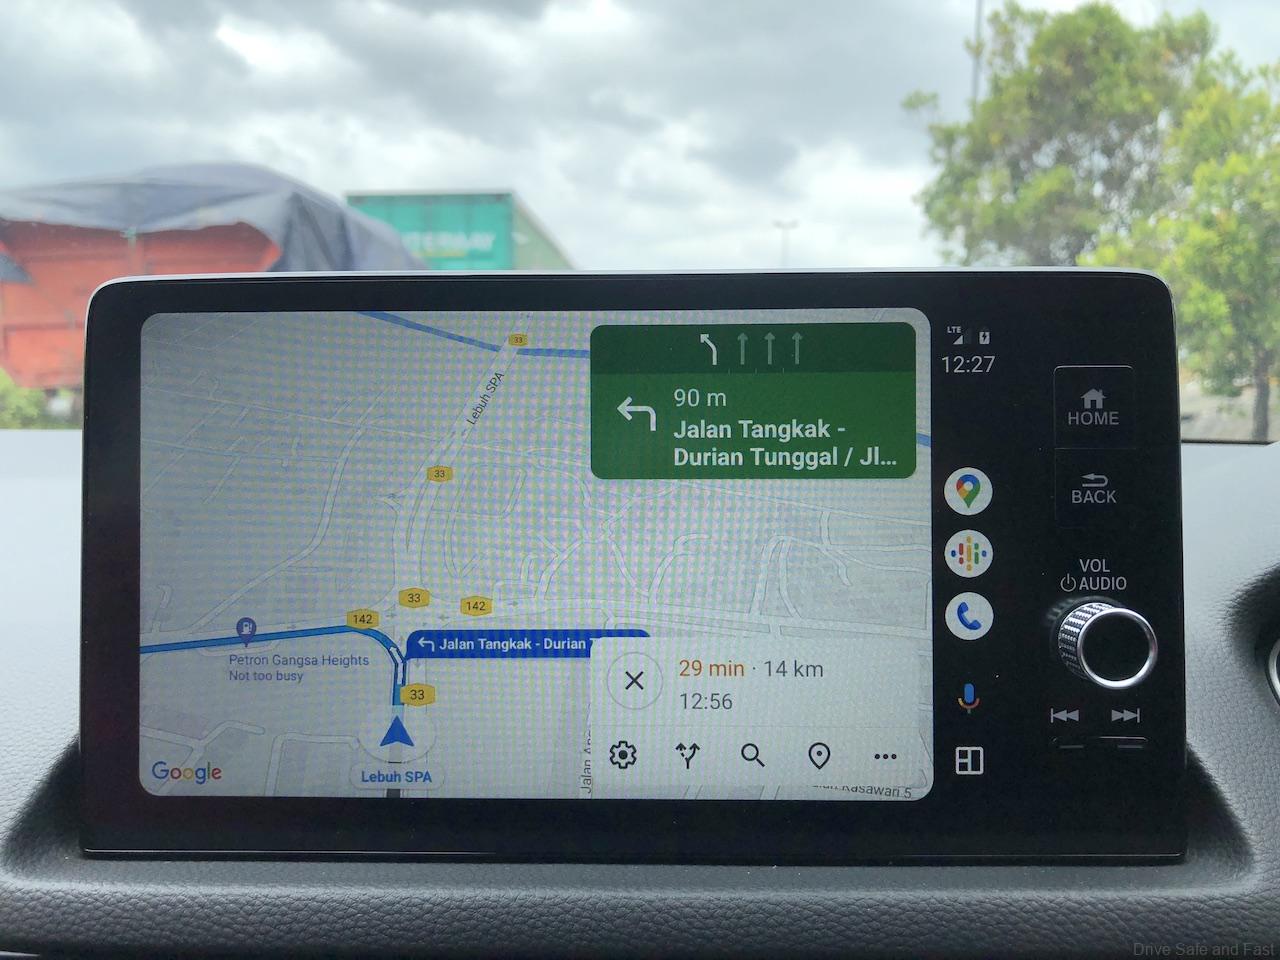 33
Lebuh SPA
33
33
142
142
Jalan Tangkak - Durian
Petron Gangsa Heights
Not too busy
33
Google
Lebuh SPA
90 m
Jalan Tangkak -
Durian Tunggal / Jl...
29 min · 14 km
12:56
Kasawari 5
LTE
12:27
HOME
BACK
VOL
AUDIO
Drive Safe and Fast